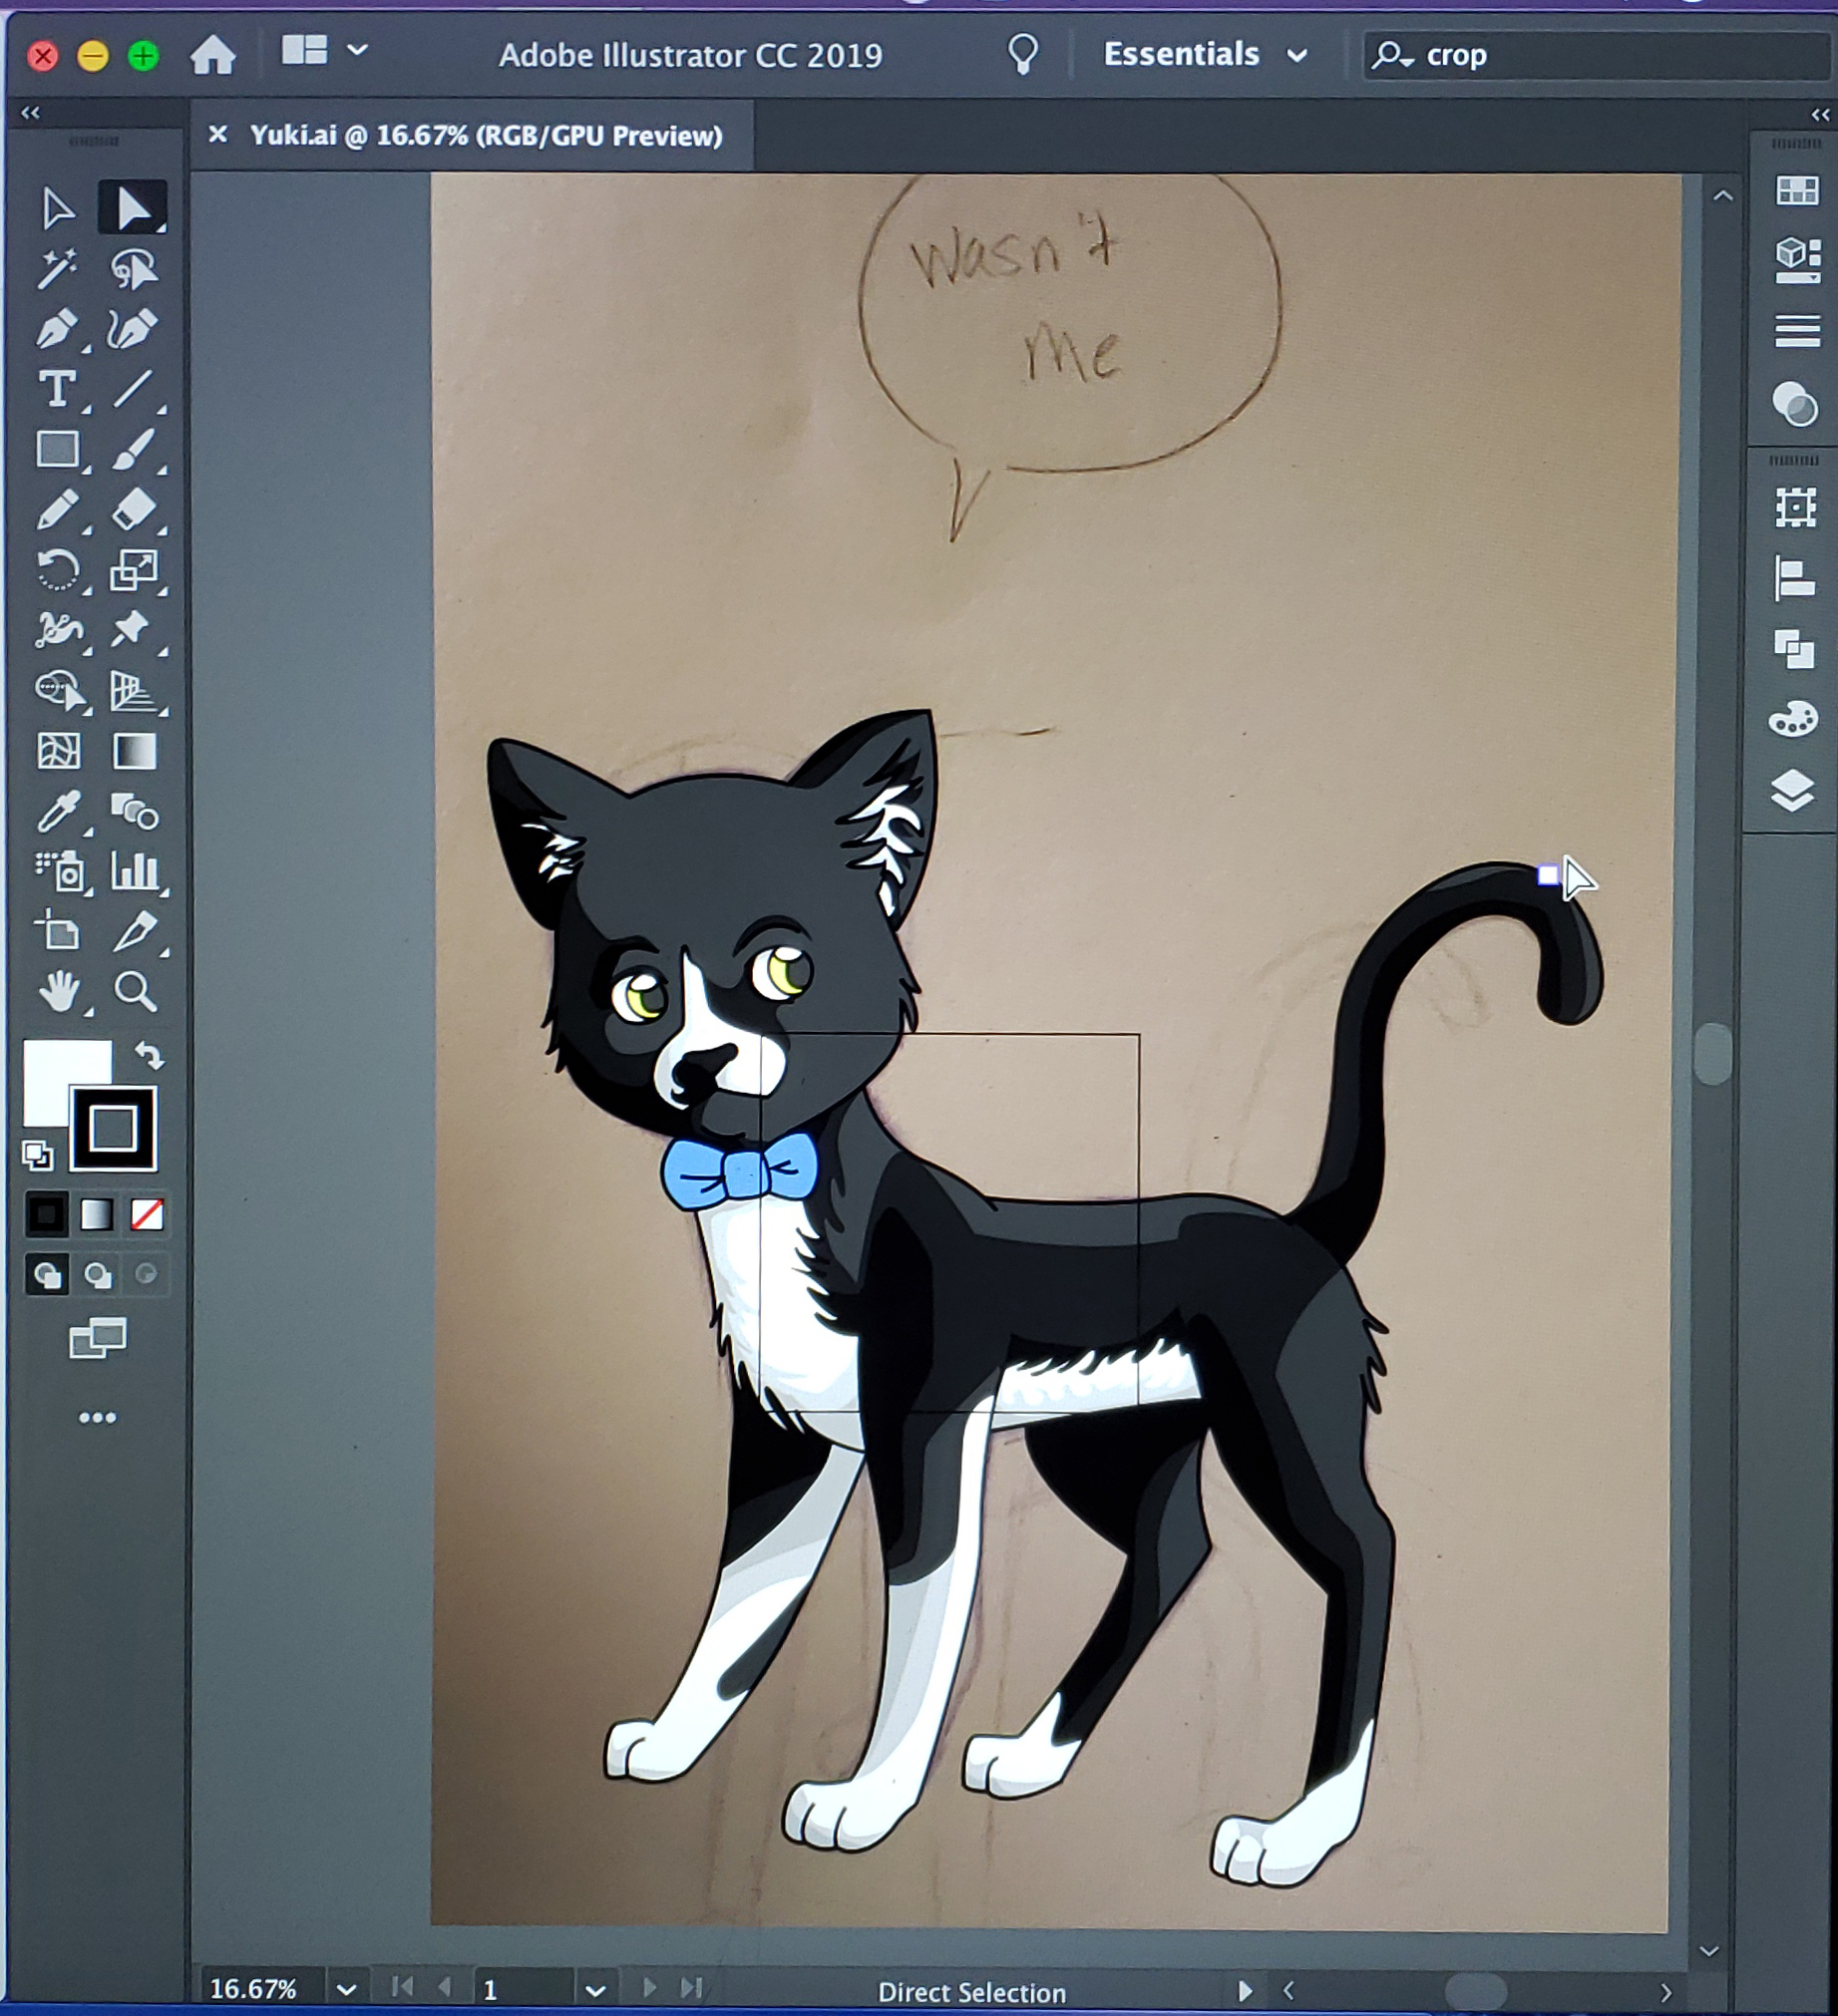 Adobe Illustrator CC 2019
Essentials
crop
Yuki.ai @ 16.67% (RGB/GPU Preview)
Wasn't
Me
16.67%
1
Direct Selection